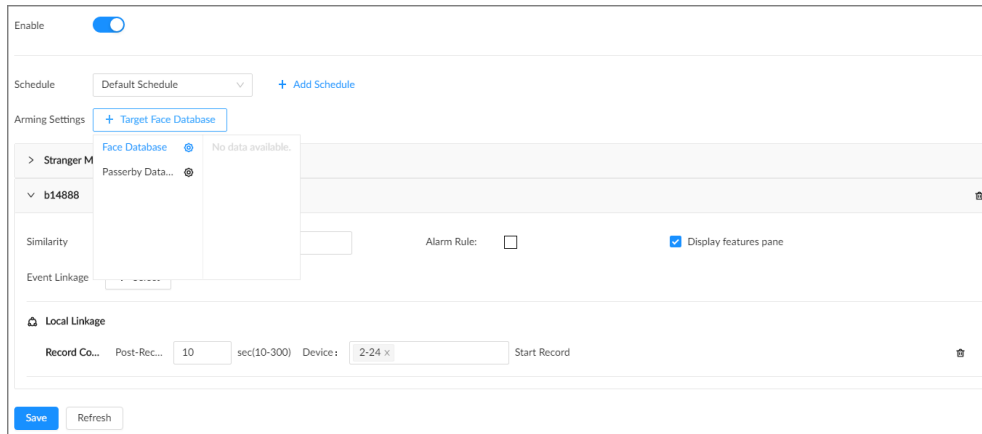 Enable
Schedule Default Schedule + Add Schedule
Arming Settings + Target Face Database
Face Database No data available.
> Stranger M
Passerby Data...
b14888
Similarity Alarm Rule: Display features pane
Event Linkage
Local Linkage
Record Co... Post-Rec... 10 sec(10-300) Device: 2-24 × Start Record
Save Refresh